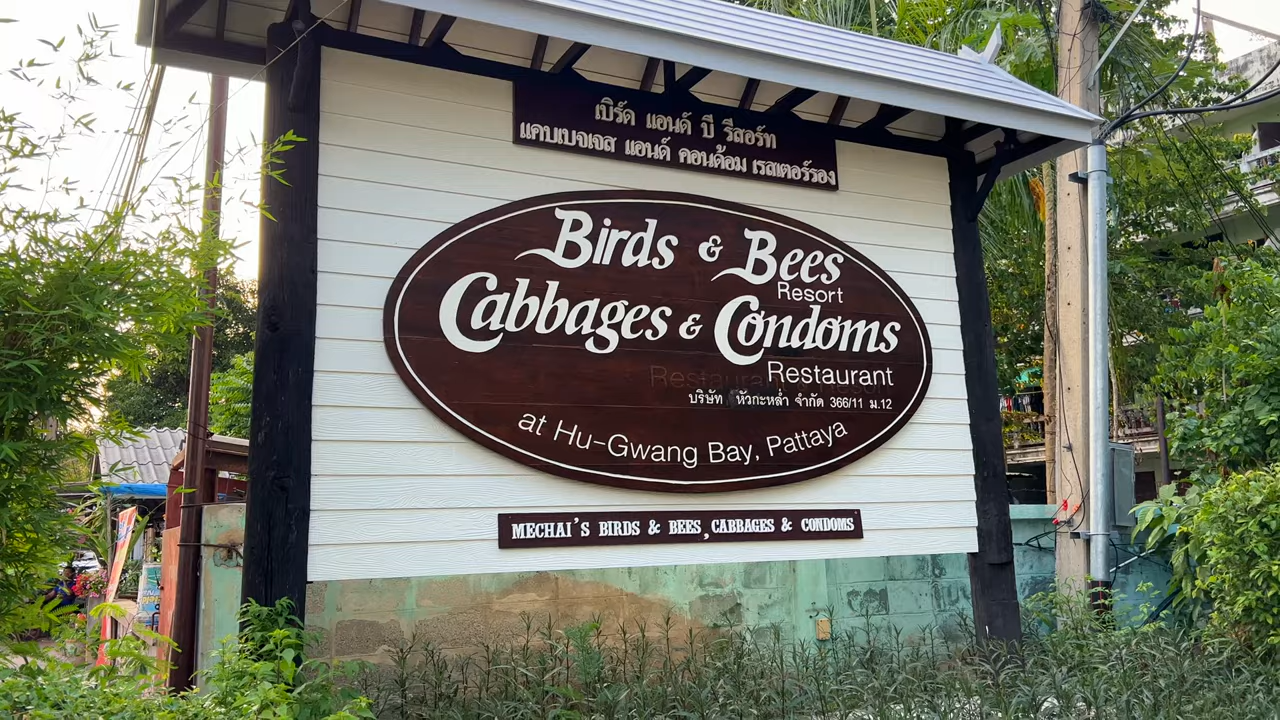 เบิร์ด แอนด์ บี รีสอร์ท
แคบเบจเจส แอนด์ คอนด้อม เรสเตอร์รอง
Birds & Bees
Resort
Cabbages & Condoms
Restaurant
บริษัท หัวกะหล่ำ จำกัด 366/11 ม.12
at Hu-Gwang Bay, Pattaya
MECHAI'S BIRDS & BEES, CABBAGES & CONDOMS